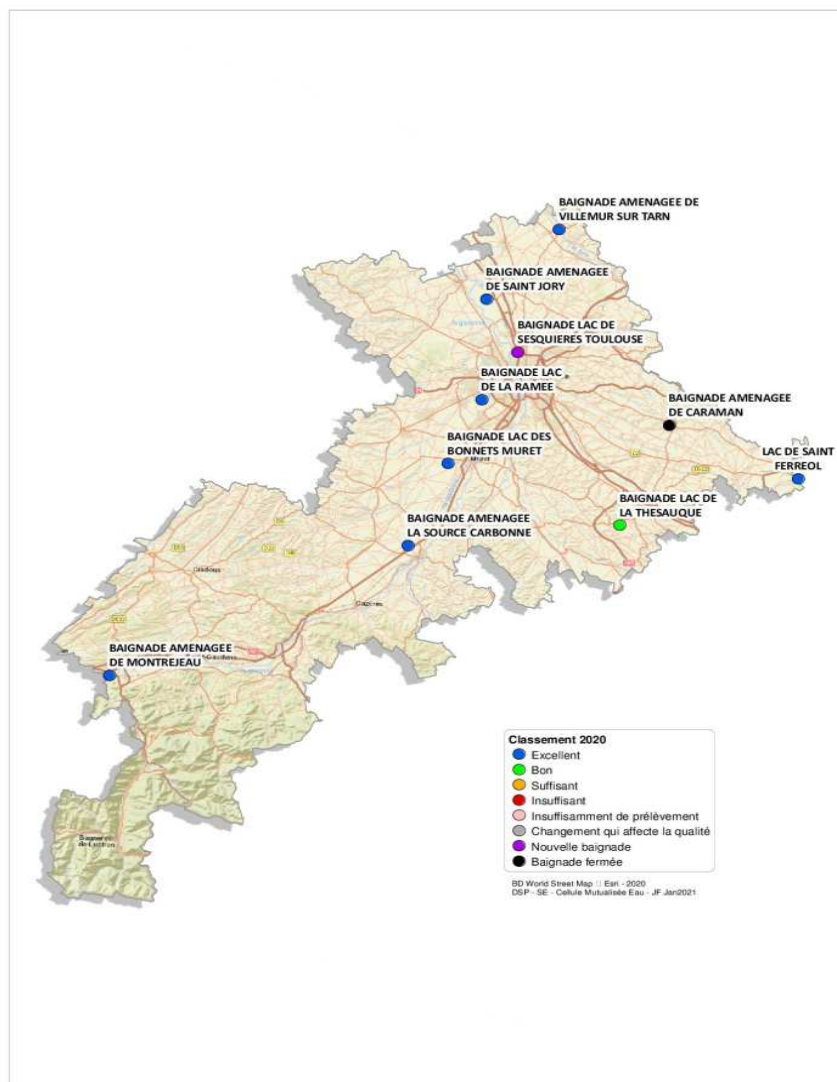 BAIGNADE AMENAGEE DE
VILLEMUR SUR TARN
BAIGNADE AMENAGEE
DE SAINT JORY
BAIGNADE LAC DE
SESQUIERES TOULOUSE
BAIGNADE LAC
DE LA RAMEE
BAIGNADE AMENAGEE
DE CARAMAN
BAIGNADE LAC DES
BONNETS MURET
Muret
LAC DE SAINT
FERREOL
BAIGNADE LAC DE
LA THESAUQUE
BAIGNADE AMENAGEE
LA SOURCE CARBONNE
BAIGNADE AMENAGEE
DE MONTREJEAU
Classement 2020
Excellent
Bon
Suffisant
Insuffisant
Insuffisamment de prélèvement
Changement qui affecte la qualité
Nouvelle baignade
Baignade fermée
BD World Street Map Esri - 2020
DSP - SE - Cellule Mutualisée Eau - JF Jan2021